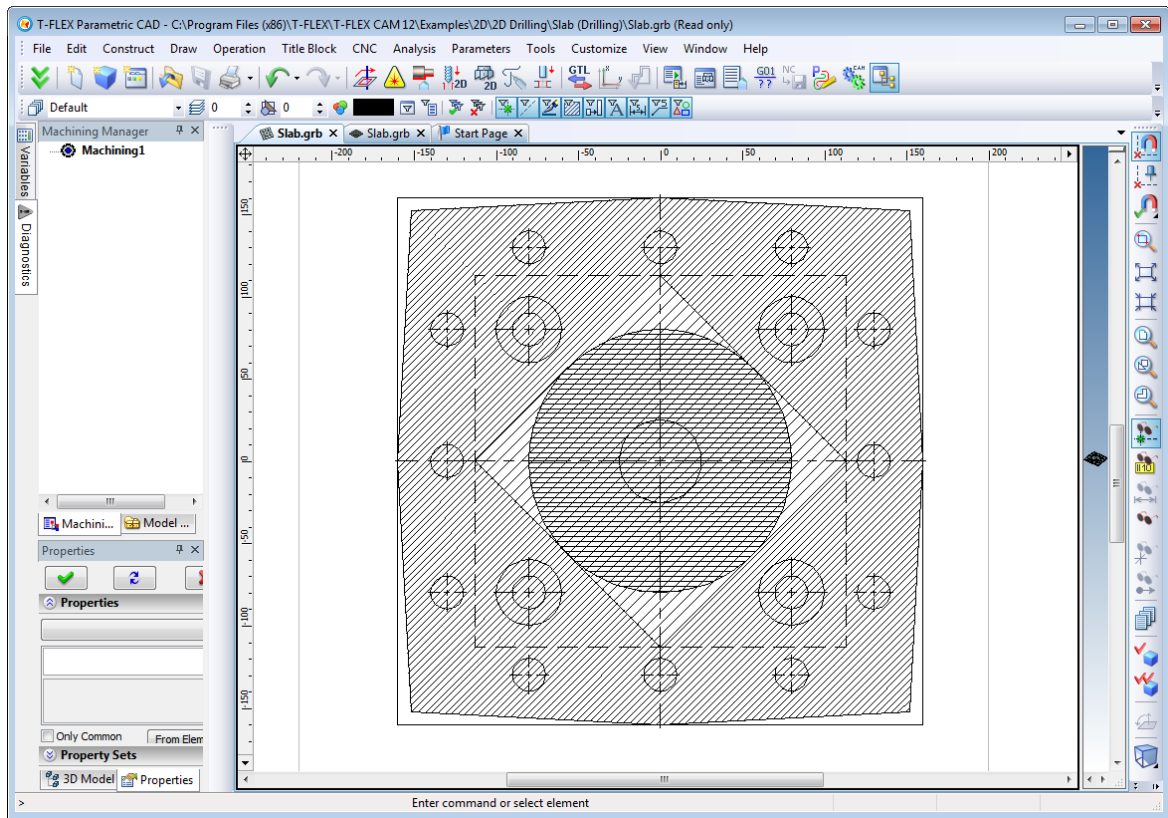 T-FLEX Parametric CAD - C:\Program Files (x86)\T-FLEX\T-FLEX CAM 12\Examples\2D\2D Drilling\Slab (Drilling)\Slab.grb (Read only)
File Edit Construct Draw Operation Title Block CNC Analysis Parameters Tools Customize View Window Help
2D 2D GTL G01 ?? NC
Default 0 0
Machining Manager
Slab.grb Slab.grb Start Page
Machining1
Variables
Diagnostics
-200 -150 -100 -50 0 50 100 150 200
150
100
50
0
-50
-100
-150
10
Machini... Model ...
Properties
Properties
Only Common From Elem
Property Sets
3D Model Properties
> Enter command or select element